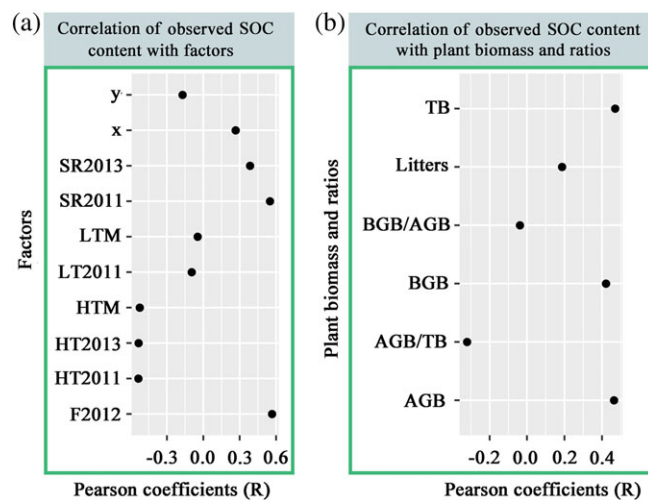 (a)
Correlation of observed SOC
content with factors
Factors
y
x
SR2013
SR2011
LTM
LT2011
HTM
HT2013
HT2011
F2012
-0.3 0.0 0.3 0.6
Pearson coefficients (R)
(b)
Correlation of observed SOC content
with plant biomass and ratios
Plant biomass and ratios
TB
Litters
BGB/AGB
BGB
AGB/TB
AGB
-0.2 0.0 0.2 0.4
Pearson coefficients (R)